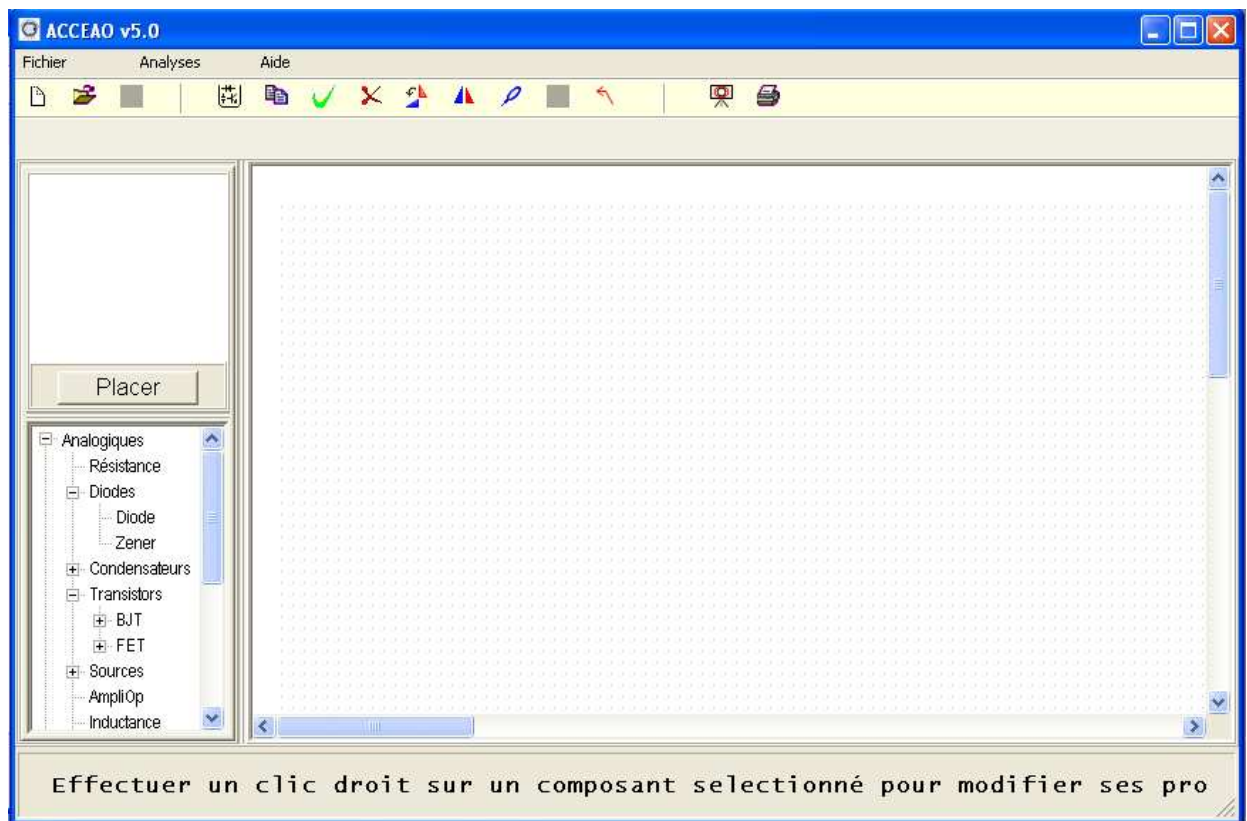 ACCEAO v5.0
Fichier Analyses Aide
Placer
Analogiques
Résistance
Diodes
Diode
Zener
Condensateurs
Transistors
BJT
FET
Sources
AmpliOp
Inductance
Effectuer un clic droit sur un composant selectionné pour modifier ses pro